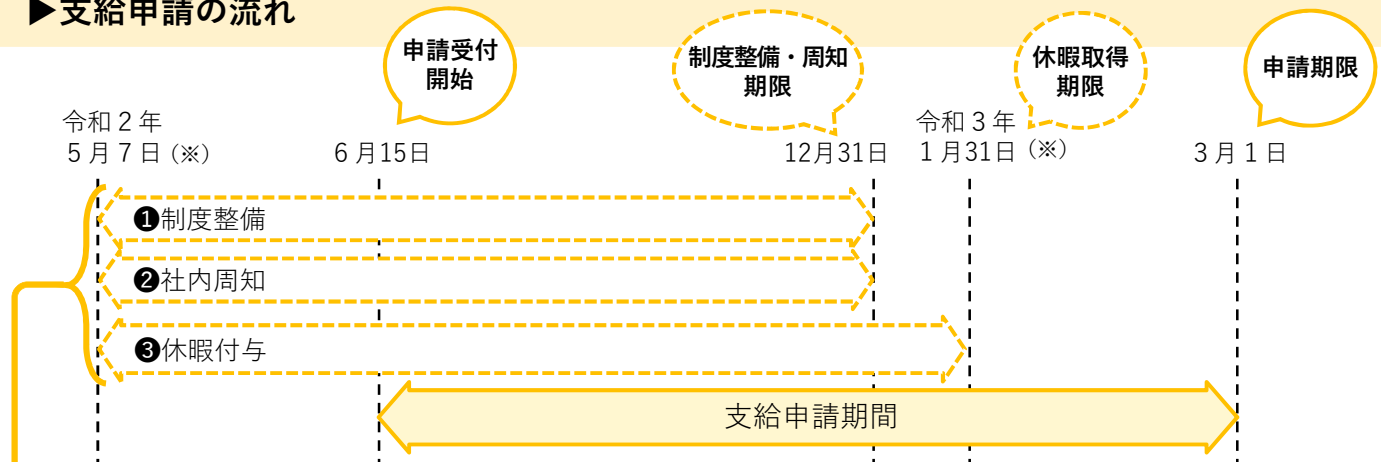 ▶支給申請の流れ
申請受付
開始
制度整備・周知
期限
休暇取得
期限
申請期限
令和２年
５月７日（※）
６月15日
12月31日
令和３年
１月31日（※）
３月１日
❶制度整備
❷社内周知
❸休暇付与
支給申請期間